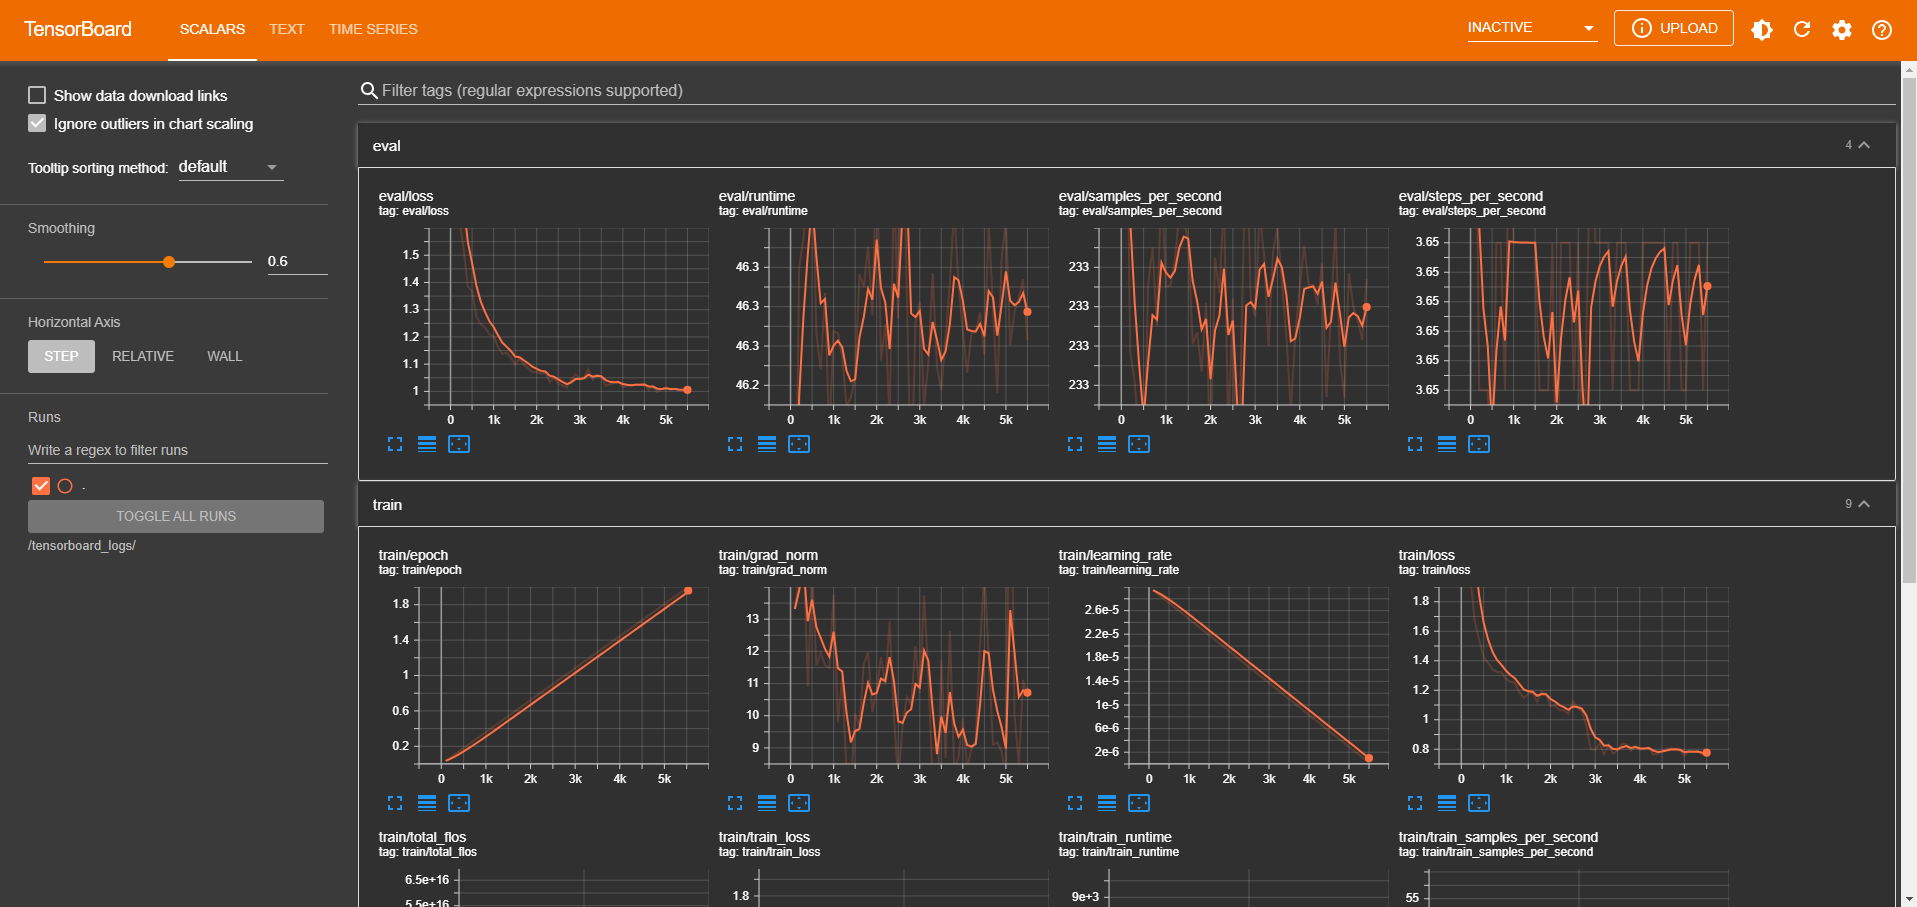 TensorBoard
SCALARS
TEXT
TIME SERIES
INACTIVE
UPLOAD
Show data download links
Ignore outliers in chart scaling
Tooltip sorting method: default
Smoothing
0.6
Horizontal Axis
STEP
RELATIVE
WALL
Runs
Write a regex to filter runs
.
TOGGLE ALL RUNS
/tensorboard_logs/
Filter tags (regular expressions supported)
eval
4
eval/loss
tag: eval/loss
1.5
1.4
1.3
1.2
1.1
1
0 1k 2k 3k 4k 5k
eval/runtime
tag: eval/runtime
46.3
46.3
46.3
46.2
0 1k 2k 3k 4k 5k
eval/samples_per_second
tag: eval/samples_per_second
233
233
233
233
0 1k 2k 3k 4k 5k
eval/steps_per_second
tag: eval/steps_per_second
3.65
3.65
3.65
3.65
3.65
3.65
0 1k 2k 3k 4k 5k
train
9
train/epoch
tag: train/epoch
1.8
1.4
1
0.6
0.2
0 1k 2k 3k 4k 5k
train/grad_norm
tag: train/grad_norm
13
12
11
10
9
0 1k 2k 3k 4k 5k
train/learning_rate
tag: train/learning_rate
2.6e-5
2.2e-5
1.8e-5
1.4e-5
1e-5
6e-6
2e-6
0 1k 2k 3k 4k 5k
train/loss
tag: train/loss
1.8
1.6
1.4
1.2
1
0.8
0 1k 2k 3k 4k 5k
train/total_flos
tag: train/total_flos
6.5e+16
5.5e+16
train/train_loss
tag: train/train_loss
1.8
train/train_runtime
tag: train/train_runtime
9e+3
train/train_samples_per_second
tag: train/train_samples_per_second
55